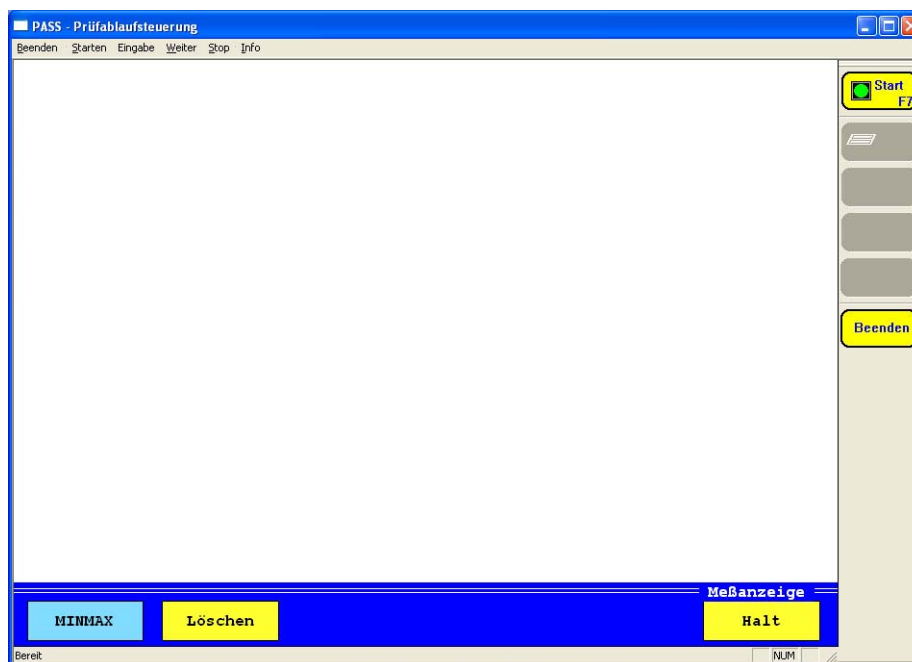 PASS - Prüfablaufsteuerung
Beenden Starten Eingabe Weiter Stop Info
Start
F7
Beenden
Meßanzeige
MINMAX Löschen Halt
Bereit NUM